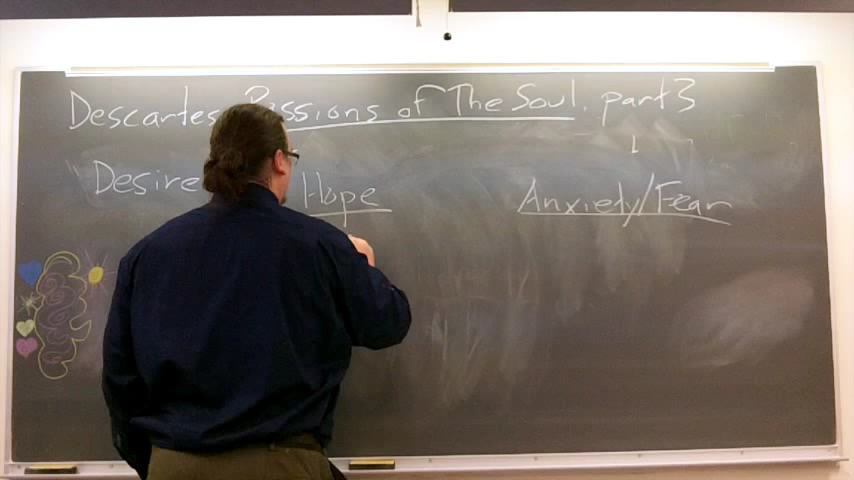 Descartes, Passions of The Soul, part 3
Desire Hope Anxiety/Fear